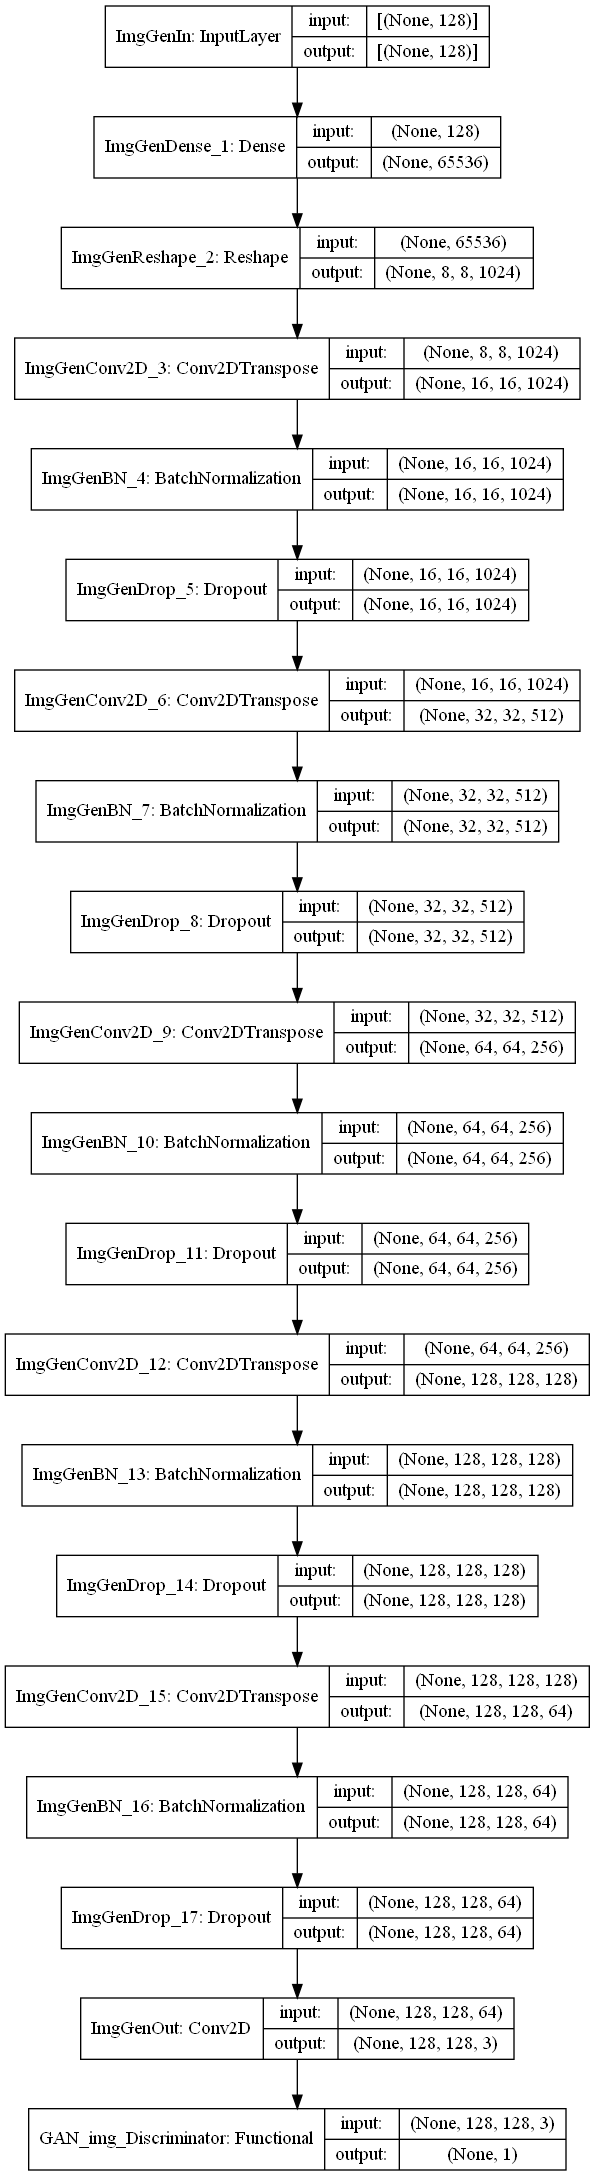 ImgGenIn: InputLayer
input: [(None, 128)]
output: [(None, 128)]
ImgGenDense_1: Dense
input: (None, 128)
output: (None, 65536)
ImgGenReshape_2: Reshape
input: (None, 65536)
output: (None, 8, 8, 1024)
ImgGenConv2D_3: Conv2DTranspose
input: (None, 8, 8, 1024)
output: (None, 16, 16, 1024)
ImgGenBN_4: BatchNormalization
input: (None, 16, 16, 1024)
output: (None, 16, 16, 1024)
ImgGenDrop_5: Dropout
input: (None, 16, 16, 1024)
output: (None, 16, 16, 1024)
ImgGenConv2D_6: Conv2DTranspose
input: (None, 16, 16, 1024)
output: (None, 32, 32, 512)
ImgGenBN_7: BatchNormalization
input: (None, 32, 32, 512)
output: (None, 32, 32, 512)
ImgGenDrop_8: Dropout
input: (None, 32, 32, 512)
output: (None, 32, 32, 512)
ImgGenConv2D_9: Conv2DTranspose
input: (None, 32, 32, 512)
output: (None, 64, 64, 256)
ImgGenBN_10: BatchNormalization
input: (None, 64, 64, 256)
output: (None, 64, 64, 256)
ImgGenDrop_11: Dropout
input: (None, 64, 64, 256)
output: (None, 64, 64, 256)
ImgGenConv2D_12: Conv2DTranspose
input: (None, 64, 64, 256)
output: (None, 128, 128, 128)
ImgGenBN_13: BatchNormalization
input: (None, 128, 128, 128)
output: (None, 128, 128, 128)
ImgGenDrop_14: Dropout
input: (None, 128, 128, 128)
output: (None, 128, 128, 128)
ImgGenConv2D_15: Conv2DTranspose
input: (None, 128, 128, 128)
output: (None, 128, 128, 64)
ImgGenBN_16: BatchNormalization
input: (None, 128, 128, 64)
output: (None, 128, 128, 64)
ImgGenDrop_17: Dropout
input: (None, 128, 128, 64)
output: (None, 128, 128, 64)
ImgGenOut: Conv2D
input: (None, 128, 128, 64)
output: (None, 128, 128, 3)
GAN_img_Discriminator: Functional
input: (None, 128, 128, 3)
output: (None, 1)